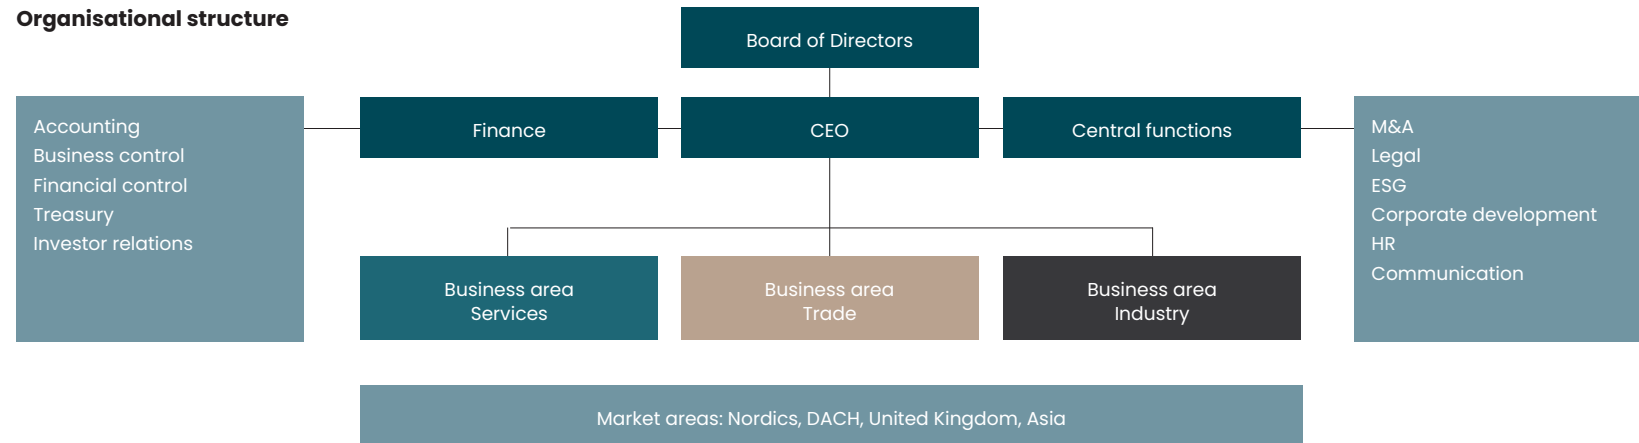 Organisational structure
Board of Directors
Accounting
Business control
Financial control
Treasury
Investor relations
Finance
CEO
Central functions
M&A
Legal
ESG
Corporate development
HR
Communication
Business area
Services
Business area
Trade
Business area
Industry
Market areas: Nordics, DACH, United Kingdom, Asia